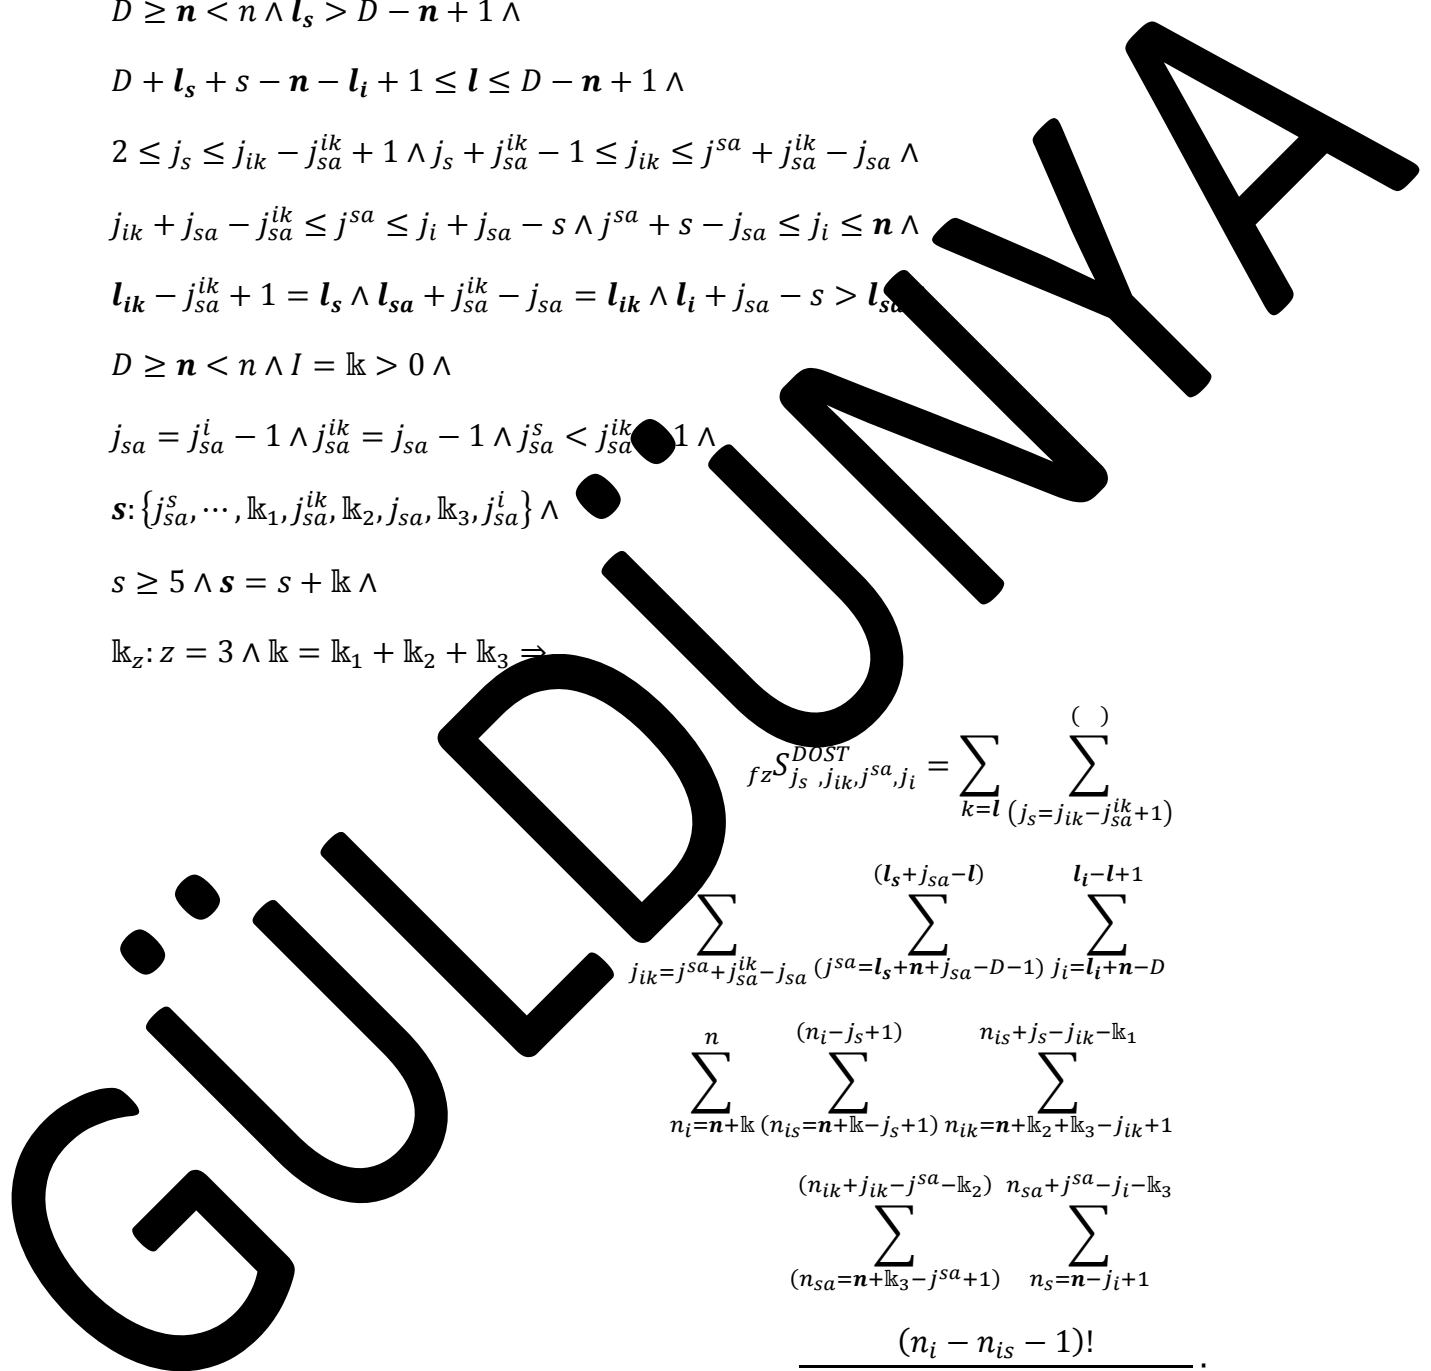 D ≥ n < n ∧ l_s > D − n + 1 ∧
D + l_s + s − n − l_i + 1 ≤ l ≤ D − n + 1 ∧
2 ≤ j_s ≤ j_{ik} − j_{sa}^{ik} + 1 ∧ j_s + j_{sa}^{ik} − 1 ≤ j_{ik} ≤ j^{sa} + j_{sa}^{ik} − j_{sa} ∧
j_{ik} + j_{sa} − j_{sa}^{ik} ≤ j^{sa} ≤ j_i + j_{sa} − s ∧ j^{sa} + s − j_{sa} ≤ j_i ≤ n ∧
l_{ik} − j_{sa}^{ik} + 1 = l_s ∧ l_{sa} + j_{sa}^{ik} − j_{sa} = l_{ik} ∧ l_i + j_{sa} − s > l_{sa}
D ≥ n < n ∧ I = 𝕜 > 0 ∧
j_{sa} = j_{sa}^i − 1 ∧ j_{sa}^{ik} = j_{sa} − 1 ∧ j_{sa}^s < j_{sa}^{ik} 1 ∧
s: {j_{sa}^s, ⋯, 𝕜_1, j_{sa}^{ik}, 𝕜_2, j_{sa}, 𝕜_3, j_{sa}^i} ∧
s ≥ 5 ∧ s = s + 𝕜 ∧
𝕜_z: z = 3 ∧ 𝕜 = 𝕜_1 + 𝕜_2 + 𝕜_3 ⇒
_{fz}S_{j_s,j_{ik},j^{sa},j_i}^{DOST} = ∑_{k=l} ∑_{(j_s=j_{ik}−j_{sa}^{ik}+1)}^{( )}
∑_{j_{ik}=j^{sa}+j_{sa}^{ik}−j_{sa}} ∑_{(j^{sa}=l_s+n+j_{sa}−D−1)}^{(l_s+j_{sa}−l)} ∑_{j_i=l_i+n−D}^{l_i−l+1}
∑_{n_i=n+𝕜}^{n} ∑_{(n_{is}=n+𝕜−j_s+1)}^{(n_i−j_s+1)} ∑_{n_{ik}=n+𝕜_2+𝕜_3−j_{ik}+1}^{n_{is}+j_s−j_{ik}−𝕜_1}
∑_{(n_{sa}=n+𝕜_3−j^{sa}+1)}^{(n_{ik}+j_{ik}−j^{sa}−𝕜_2)} ∑_{n_s=n−j_i+1}^{n_{sa}+j^{sa}−j_i−𝕜_3}
(n_i − n_{is} − 1)! .
GÜLDÜNYA